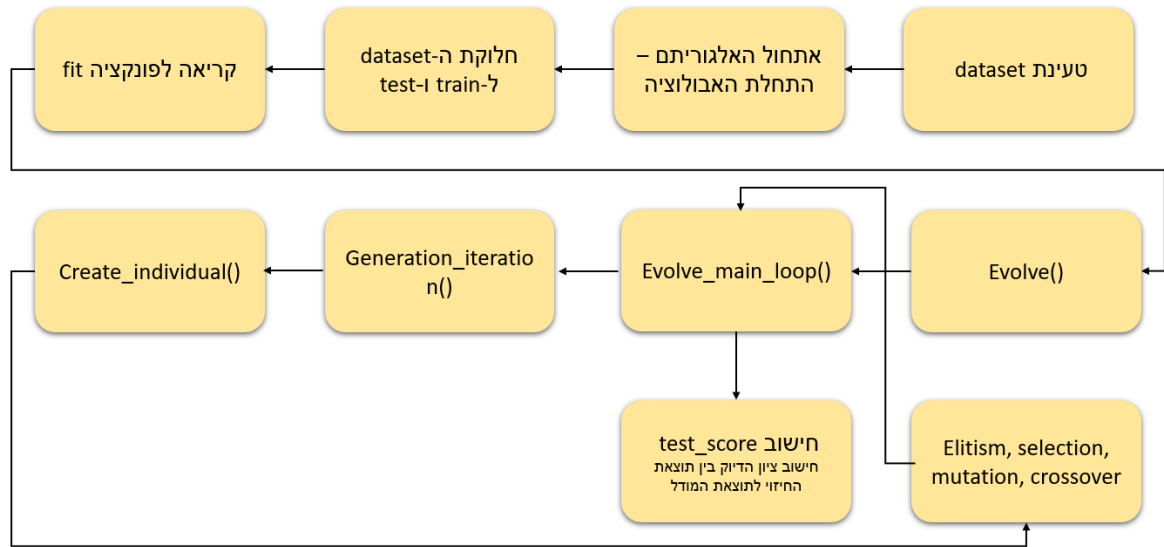 טעינת dataset
אתחול האלגוריתם –
התחלת האבולוציה
חלוקת ה-dataset
ל-train ו-test
קריאה לפונקציה fit
Evolve()
Evolve_main_loop()
Generation_iteratio
n()
Create_individual()
Elitism, selection,
mutation, crossover
חישוב test_score
חישוב ציון הדיוק בין תוצאת
החיזוי לתוצאת המודל